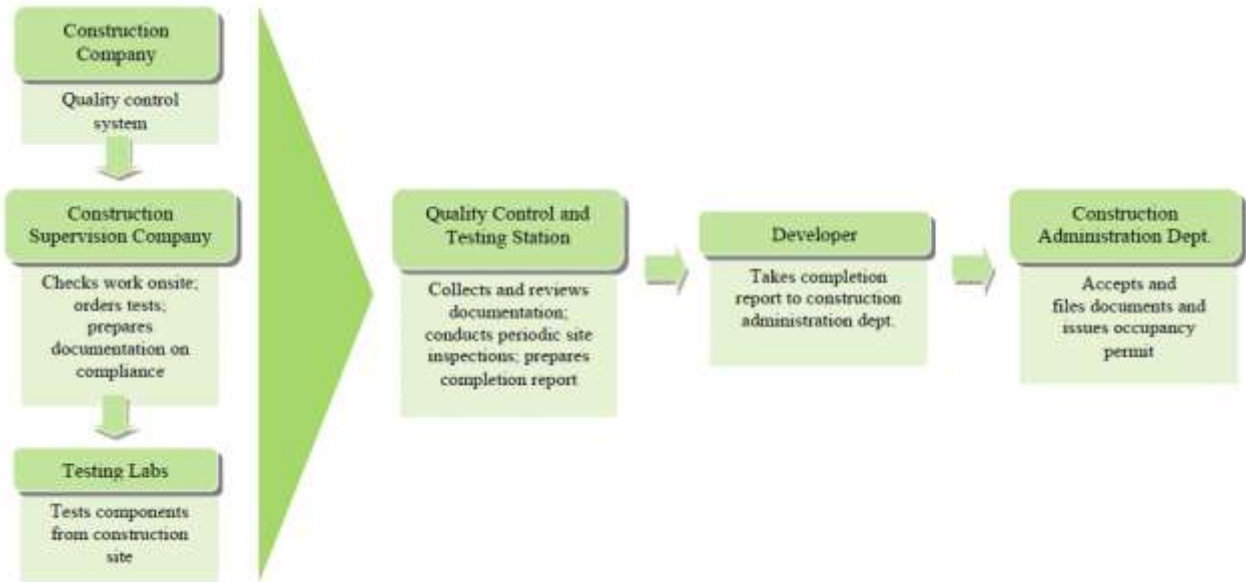 Construction
Company
Quality control
system
Construction
Supervision Company
Checks work onsite;
orders tests;
prepares
documentation on
compliance
Testing Labs
Tests components
from construction
site
Quality Control and
Testing Station
Collects and reviews
documentation;
conducts periodic site
inspections; prepares
completion report
Developer
Takes completion
report to construction
administration dept.
Construction
Administration Dept.
Accepts and
files documents and
issues occupancy
permit